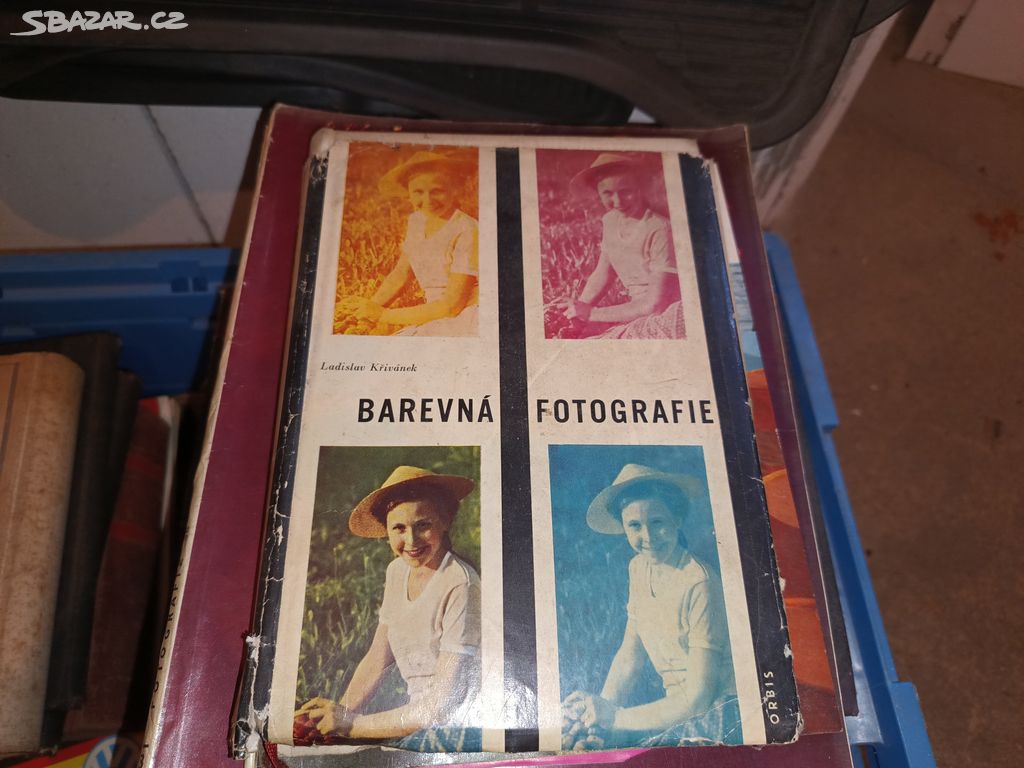 SBAZAR.CZ
Ladislav Křivánek
BAREVNÁ FOTOGRAFIE
ORBIS